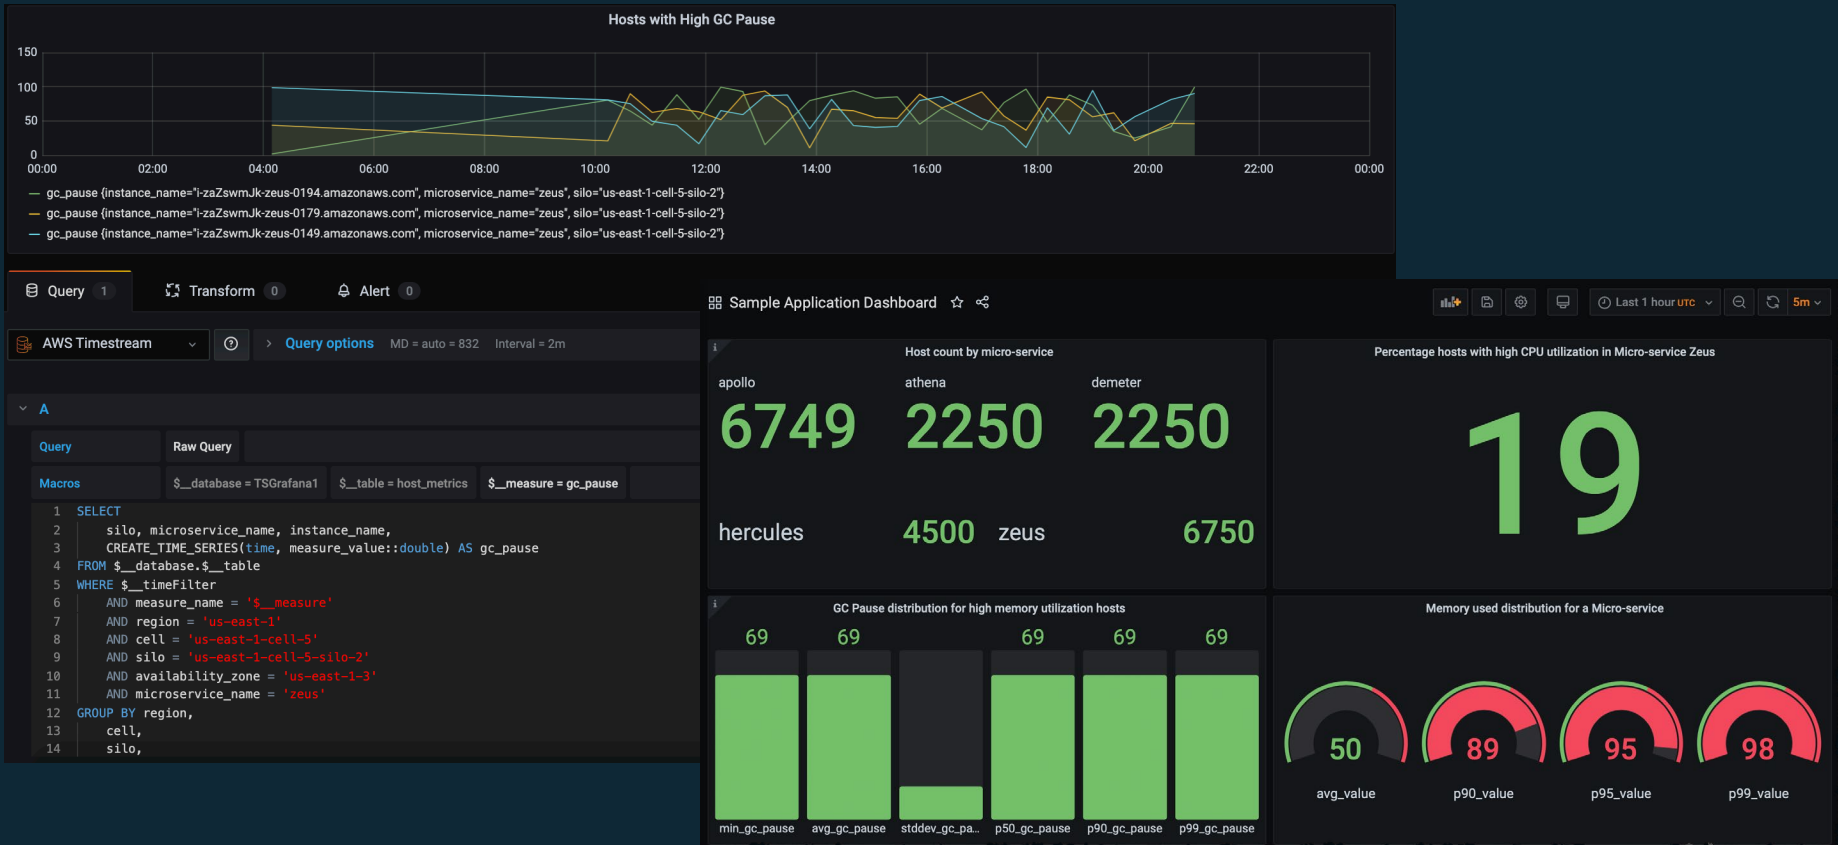 Hosts with High GC Pause
150
100
50
0
00:00 02:00 04:00 06:00 08:00 10:00 12:00 14:00 16:00 18:00 20:00 22:00 00:00
gc_pause {instance_name="i-zaZswmJk-zeus-0194.amazonaws.com", microservice_name="zeus", silo="us-east-1-cell-5-silo-2"}
gc_pause {instance_name="i-zaZswmJk-zeus-0179.amazonaws.com", microservice_name="zeus", silo="us-east-1-cell-5-silo-2"}
gc_pause {instance_name="i-zaZswmJk-zeus-0149.amazonaws.com", microservice_name="zeus", silo="us-east-1-cell-5-silo-2"}
Query 1 Transform 0 Alert 0
AWS Timestream Query options MD = auto = 832 Interval = 2m
A
Query Raw Query
Macros $__database = TSGrafana1 $__table = host_metrics $__measure = gc_pause
1 SELECT
2 silo, microservice_name, instance_name,
3 CREATE_TIME_SERIES(time, measure_value::double) AS gc_pause
4 FROM $__database.$__table
5 WHERE $__timeFilter
6 AND measure_name = '$__measure'
7 AND region = 'us-east-1'
8 AND cell = 'us-east-1-cell-5'
9 AND silo = 'us-east-1-cell-5-silo-2'
10 AND availability_zone = 'us-east-1-3'
11 AND microservice_name = 'zeus'
12 GROUP BY region,
13 cell,
14 silo,
Sample Application Dashboard Last 1 hour UTC 5m
Host count by micro-service
apollo athena demeter
6749 2250 2250
hercules 4500 zeus 6750
Percentage hosts with high CPU utilization in Micro-service Zeus
19
GC Pause distribution for high memory utilization hosts
69 69 69 69 69
min_gc_pause avg_gc_pause stddev_gc_pa... p50_gc_pause p90_gc_pause p99_gc_pause
Memory used distribution for a Micro-service
50 89 95 98
avg_value p90_value p95_value p99_value